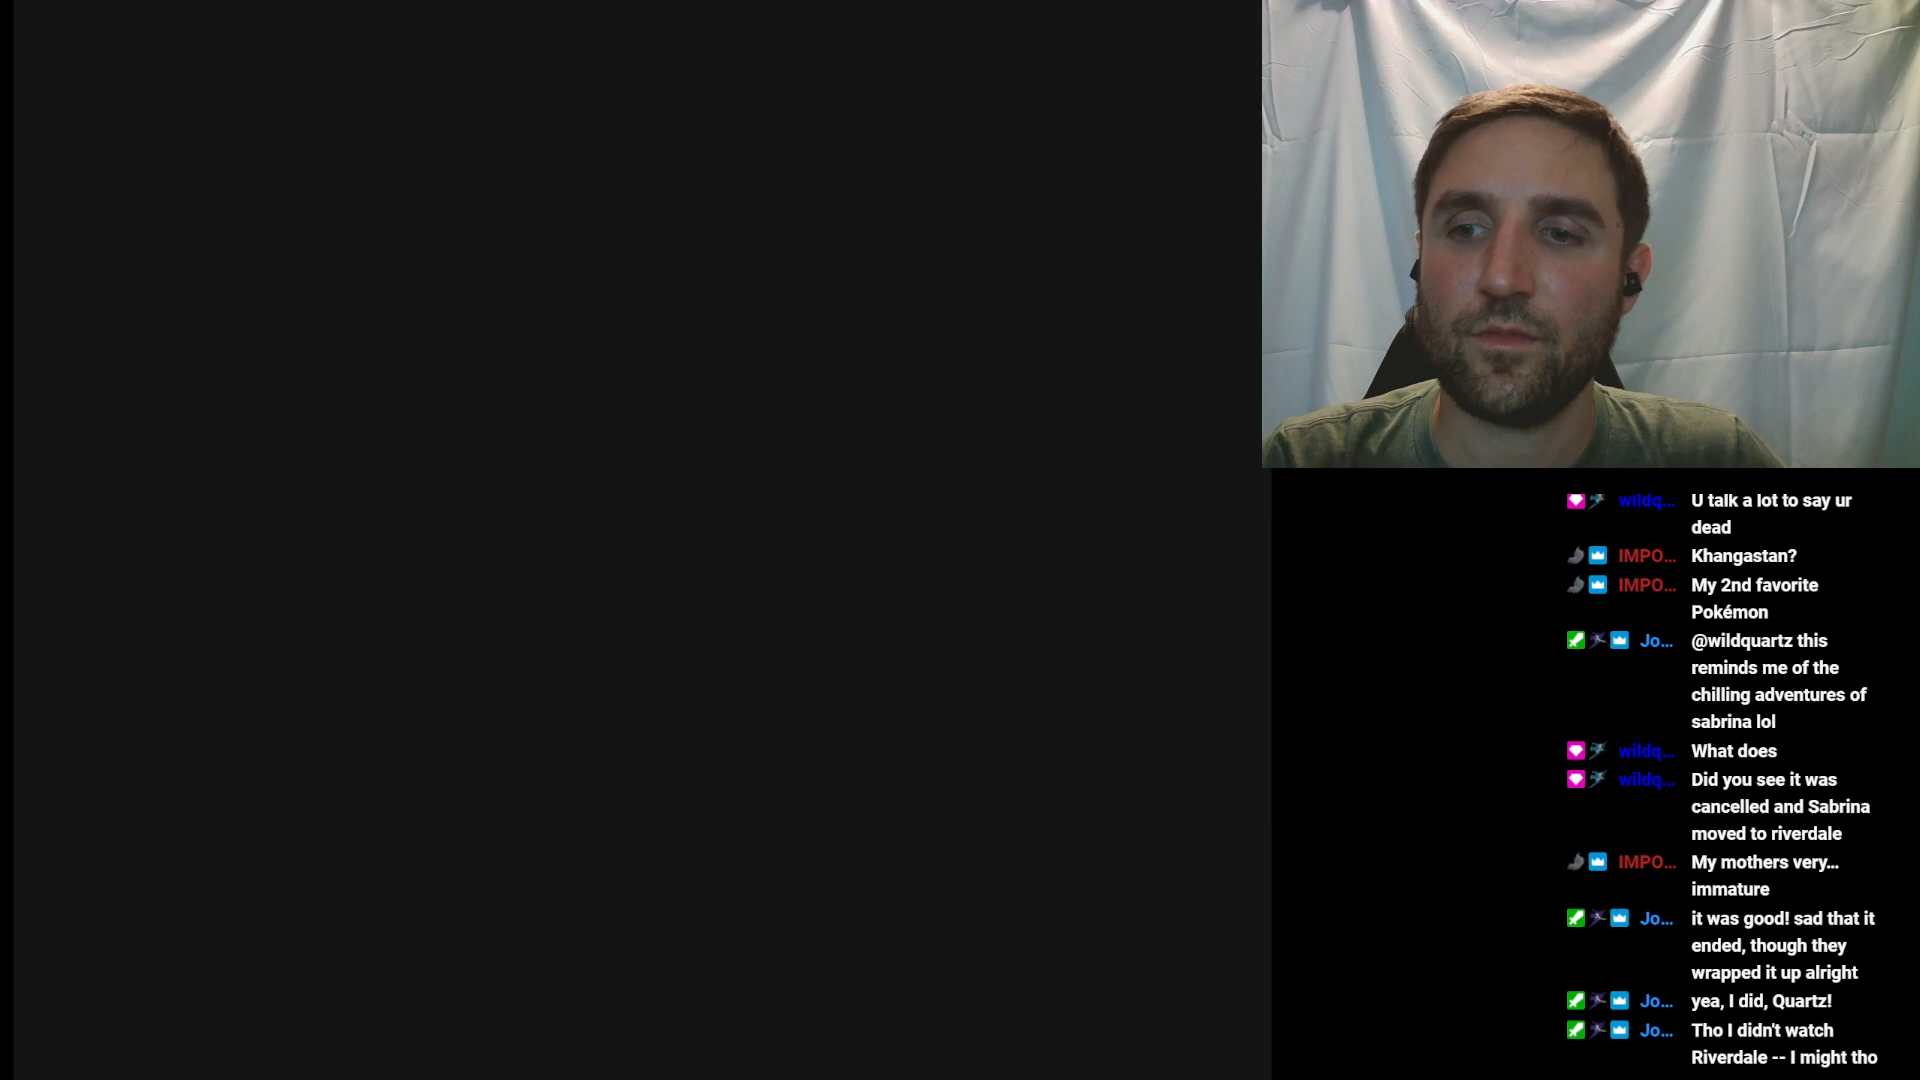 wildq... U talk a lot to say ur
dead
IMPO... Khangastan?
IMPO... My 2nd favorite
Pokémon
Jo... @wildquartz this
reminds me of the
chilling adventures of
sabrina lol
wildq... What does
wildq... Did you see it was
cancelled and Sabrina
moved to riverdale
IMPO... My mothers very...
immature
Jo... it was good! sad that it
ended, though they
wrapped it up alright
Jo... yea, I did, Quartz!
Jo... Tho I didn't watch
Riverdale -- I might tho